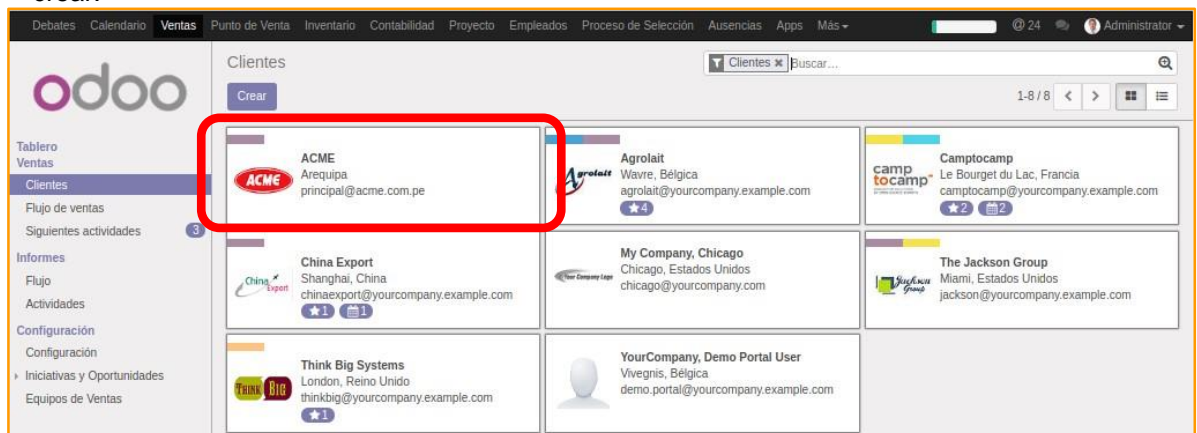 Debates Calendario Ventas Punto de Venta Inventario Contabilidad Proyecto Empleados Proceso de Selección Ausencias Apps Más @ 24 Administrator
odoo
Clientes
Clientes × Buscar...
Crear
1-8 / 8
Tablero
Ventas
Clientes
Flujo de ventas
Siguientes actividades 3
Informes
Flujo
Actividades
Configuración
Configuración
Iniciativas y Oportunidades
Equipos de Ventas
ACME
ACME
Arequipa
principal@acme.com.pe
Agrolait
Agrolait
Wavre, Bélgica
agrolait@yourcompany.example.com
4
camp
tocamp
Camptocamp
Le Bourget du Lac, Francia
camptocamp@yourcompany.example.com
2 2
China
Export
China Export
Shanghai, China
chinaexport@yourcompany.example.com
1 1
Your Company Logo
My Company, Chicago
Chicago, Estados Unidos
chicago@yourcompany.com
Jackson
Group
The Jackson Group
Miami, Estados Unidos
jackson@yourcompany.example.com
THINK BIG
Think Big Systems
London, Reino Unido
thinkbig@yourcompany.example.com
1
YourCompany, Demo Portal User
Vivegnis, Bélgica
demo.portal@yourcompany.example.com